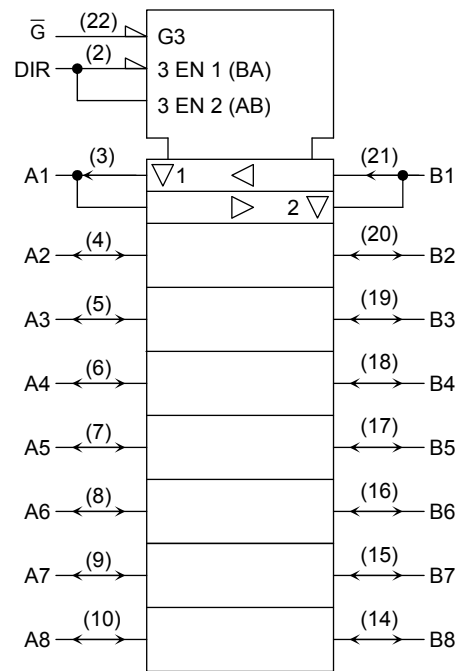 G̅ (22) G3
DIR (2) 3 EN 1 (BA)
3 EN 2 (AB)
A1 (3) 1 (21) B1
2
A2 (4) (20) B2
A3 (5) (19) B3
A4 (6) (18) B4
A5 (7) (17) B5
A6 (8) (16) B6
A7 (9) (15) B7
A8 (10) (14) B8